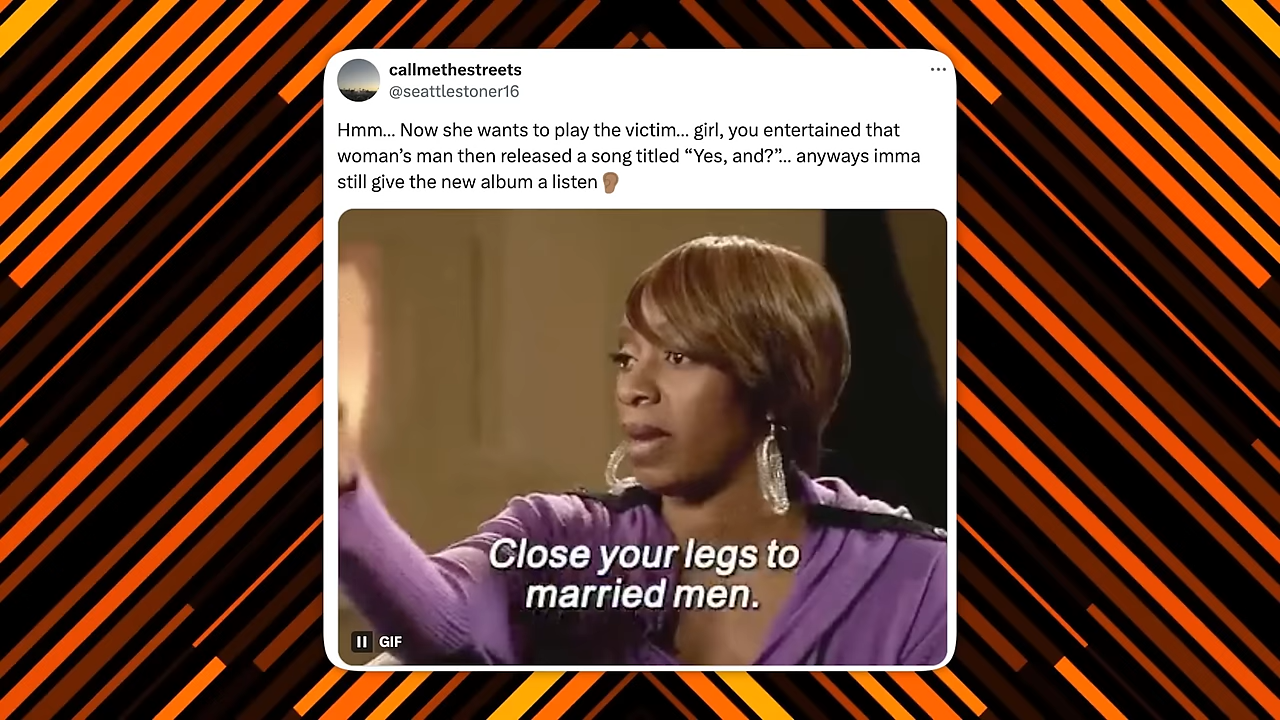 callmethestreets
@seattlestoner16
Hmm... Now she wants to play the victim... girl, you entertained that
woman’s man then released a song titled “Yes, and?”... anyways imma
still give the new album a listen👂🏾
Close your legs to
married men.
GIF